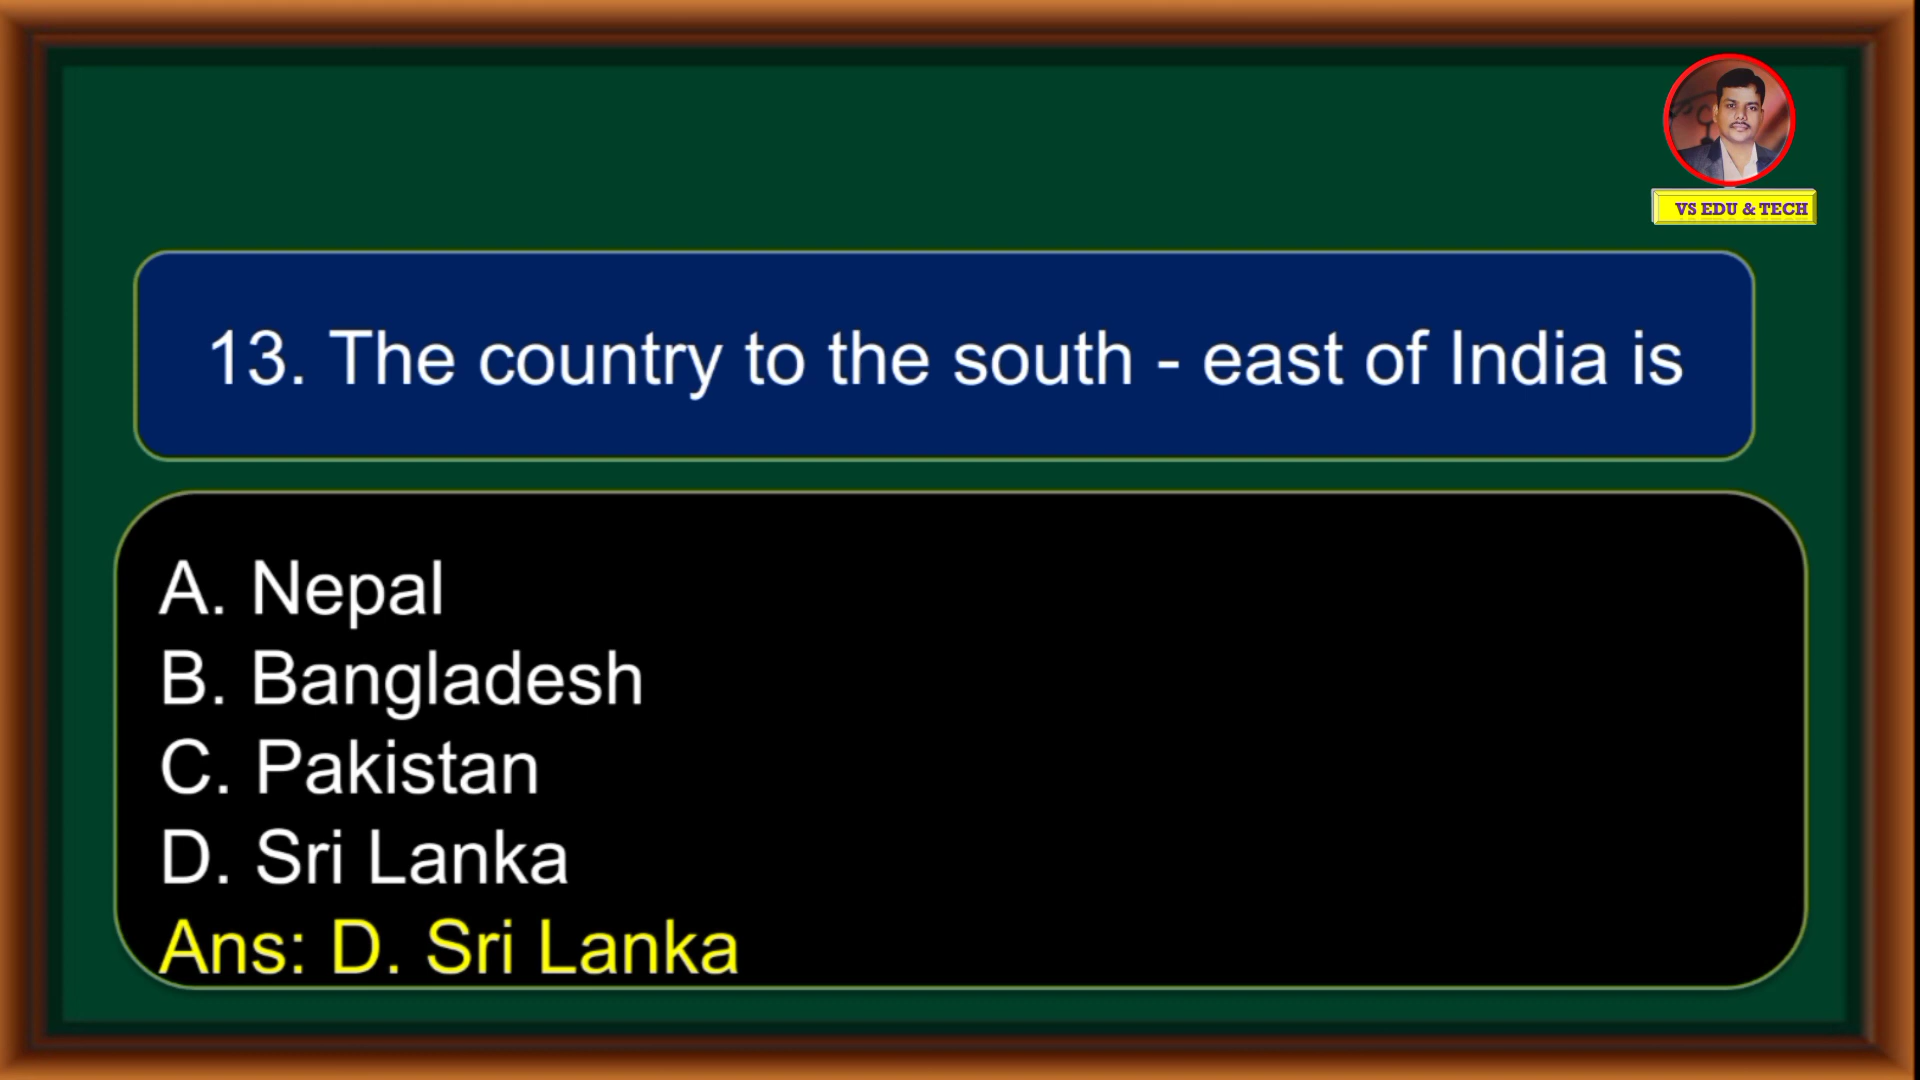 VS EDU & TECH
13. The country to the south - east of India is
A. Nepal
B. Bangladesh
C. Pakistan
D. Sri Lanka
Ans: D. Sri Lanka